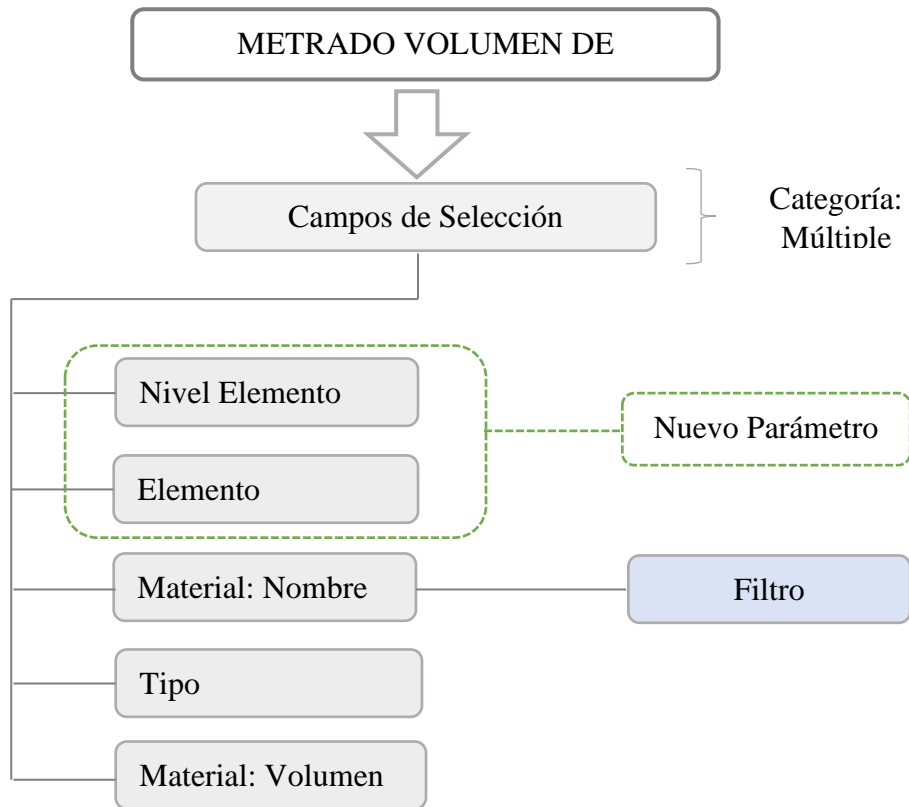 METRADO VOLUMEN DE
Campos de Selección
Categoría:
Múltiple
Nivel Elemento
Elemento
Nuevo Parámetro
Material: Nombre
Filtro
Tipo
Material: Volumen